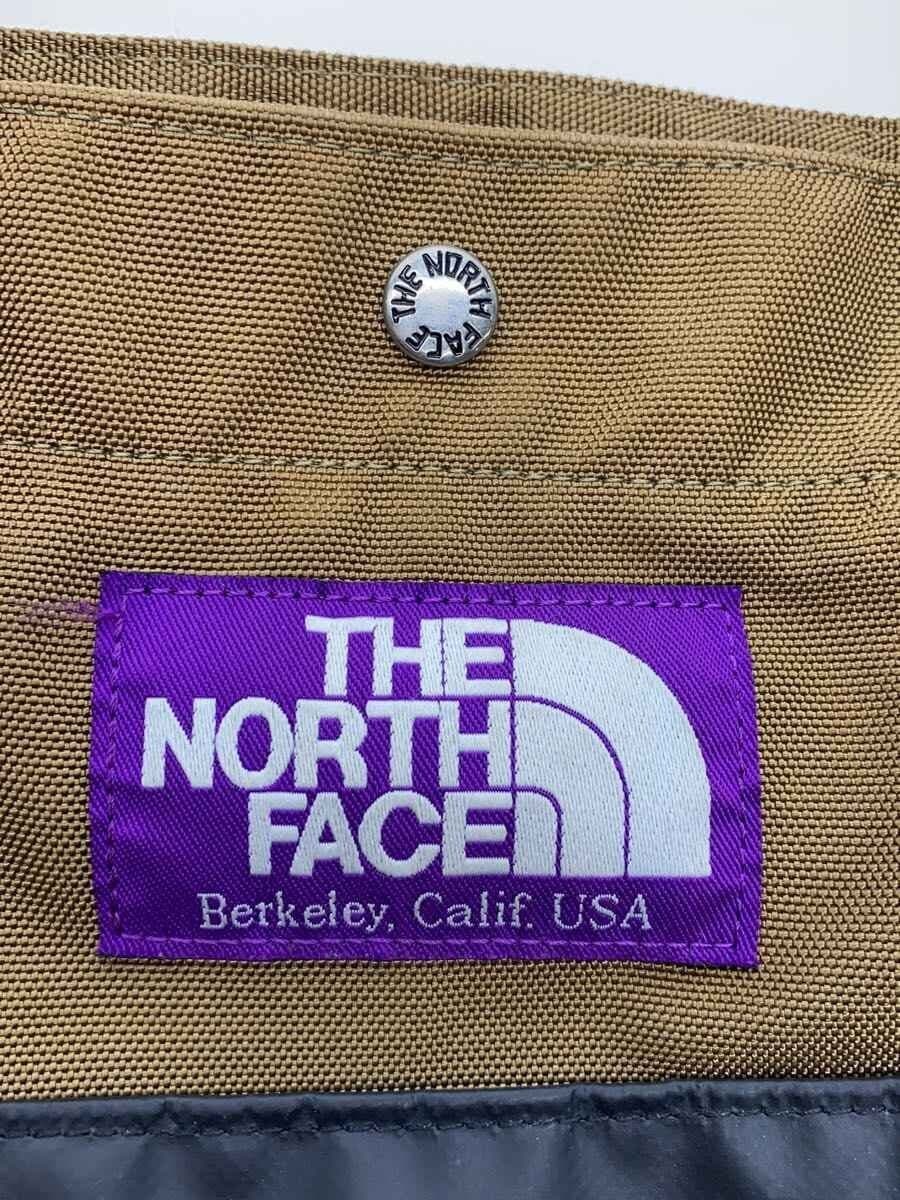 THE NORTH FACE
THE
NORTH
FACE
Berkeley, Calif. USA